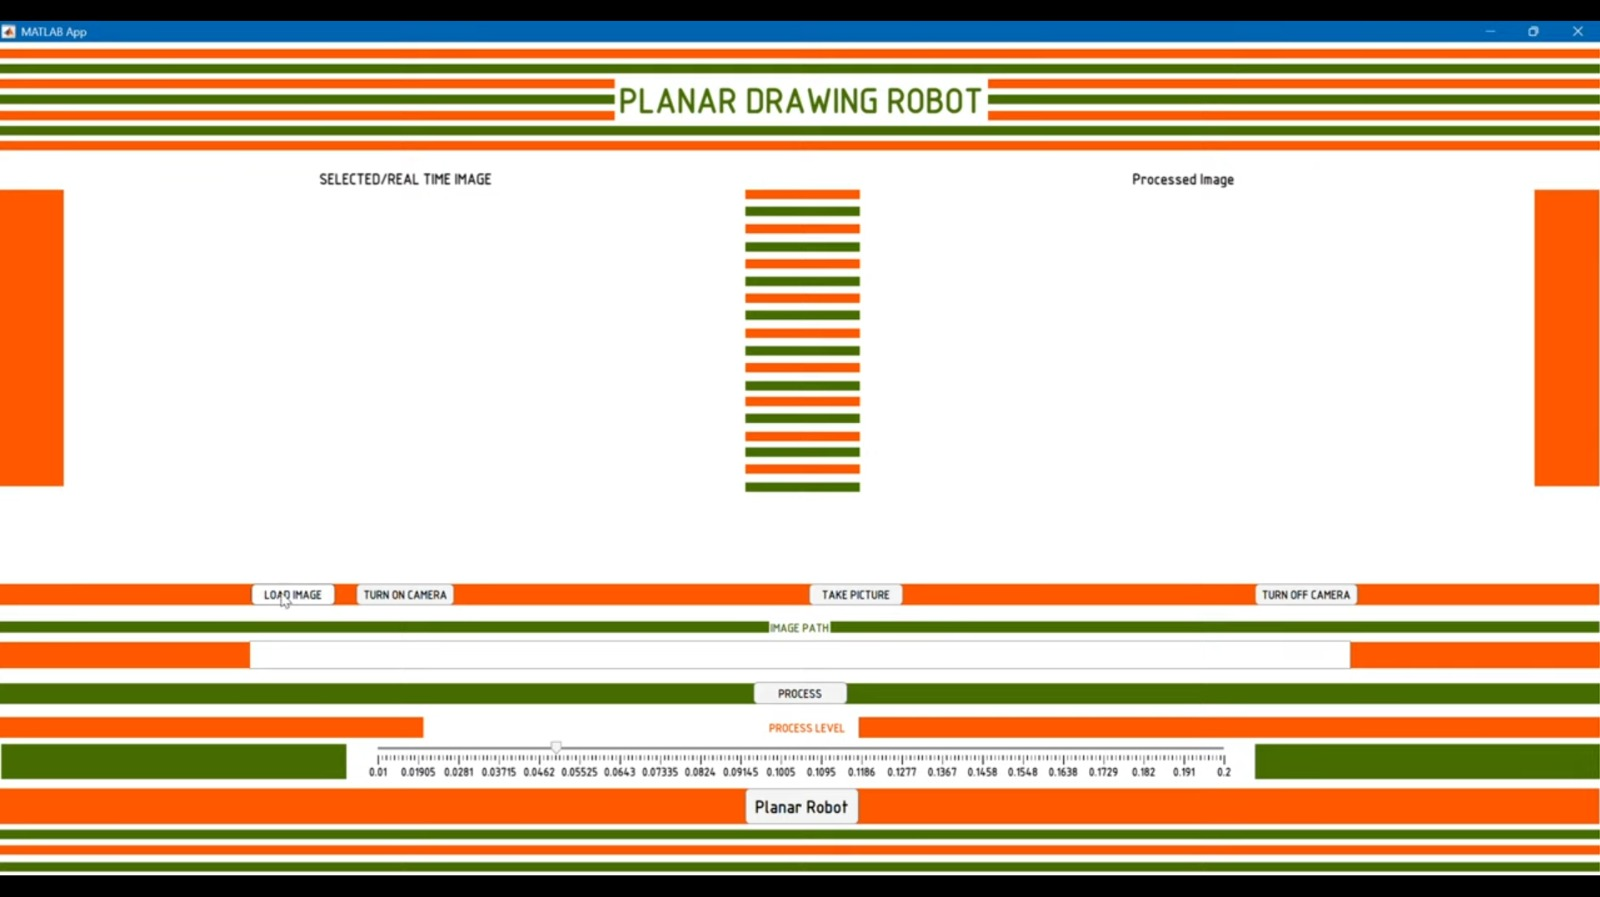 MATLAB App
PLANAR DRAWING ROBOT
SELECTED/REAL TIME IMAGE
Processed Image
LOAD IMAGE
TURN ON CAMERA
TAKE PICTURE
TURN OFF CAMERA
IMAGE PATH
PROCESS
PROCESS LEVEL
0.01 0.01905 0.0281 0.03715 0.0462 0.05525 0.0643 0.07335 0.0824 0.09145 0.1005 0.1095 0.1186 0.1277 0.1367 0.1458 0.1548 0.1638 0.1729 0.182 0.191 0.2
Planar Robot